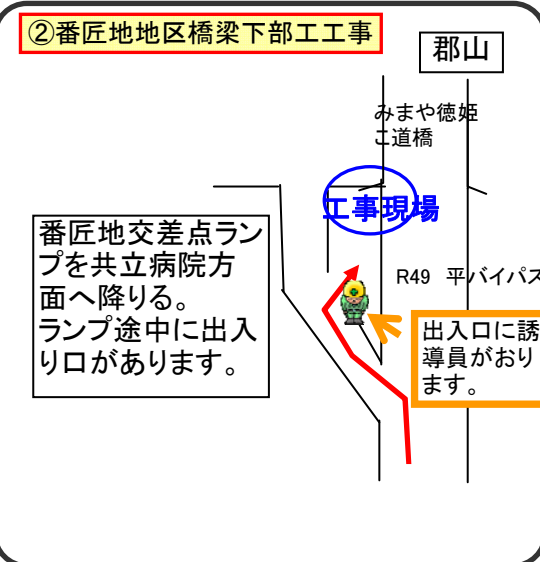 ②番匠地地区橋梁下部工工事
郡山
みまや徳姫
こ道橋
工事現場
番匠地交差点ラン
プを共立病院方
面へ降りる。
ランプ途中に出入
り口があります。
R49 平バイパス
出入口に誘
導員がおり
ます。